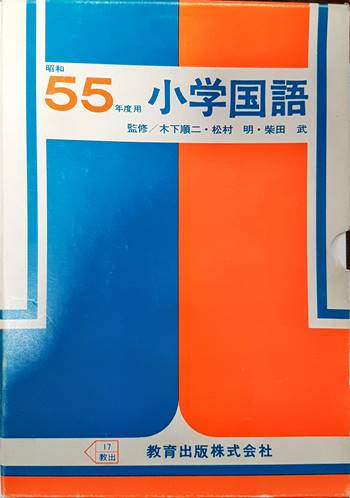 昭和
55年度用 小学国語
監修／木下順二・松村 明・柴田 武
17
教出
教育出版株式会社